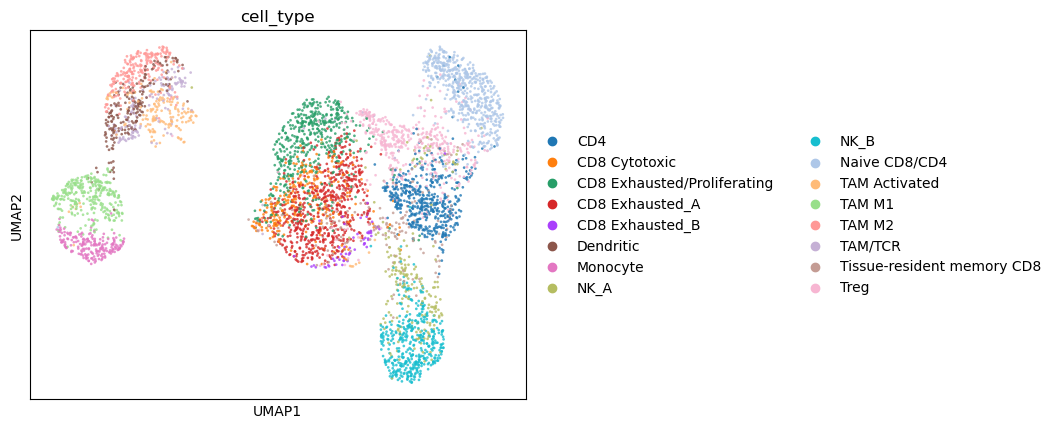 cell_type
UMAP2
UMAP1
CD4
CD8 Cytotoxic
CD8 Exhausted/Proliferating
CD8 Exhausted_A
CD8 Exhausted_B
Dendritic
Monocyte
NK_A
NK_B
Naive CD8/CD4
TAM Activated
TAM M1
TAM M2
TAM/TCR
Tissue-resident memory CD8
Treg